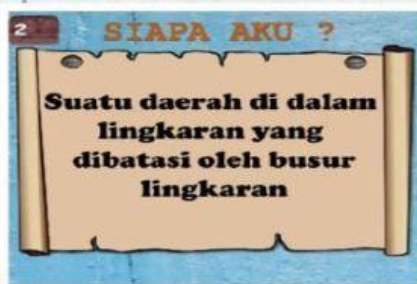 2
SIAPA AKU ?
Suatu daerah di dalam
lingkaran yang
dibatasi oleh busur
lingkaran